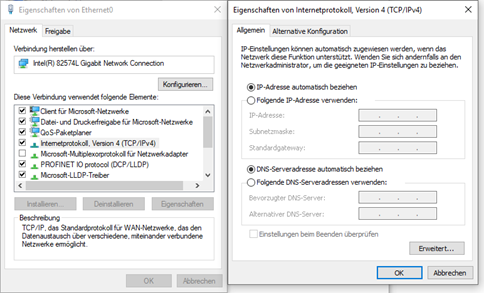 Eigenschaften von Ethernet0
Netzwerk Freigabe
Verbindung herstellen über:
Intel(R) 82574L Gigabit Network Connection
Konfigurieren...
Diese Verbindung verwendet folgende Elemente:
Client für Microsoft-Netzwerke
Datei- und Druckerfreigabe für Microsoft-Netzwerke
QoS-Paketplaner
Internetprotokoll, Version 4 (TCP/IPv4)
Microsoft-Multiplexorprotokoll für Netzwerkadapter
PROFINET IO protocol (DCP/LLDP)
Microsoft-LLDP-Treiber
Installieren... Deinstallieren Eigenschaften
Beschreibung
TCP/IP, das Standardprotokoll für WAN-Netzwerke, das den
Datenaustausch über verschiedene, miteinander verbundene
Netzwerke ermöglicht.
OK Abbrechen
Eigenschaften von Internetprotokoll, Version 4 (TCP/IPv4)
Allgemein Alternative Konfiguration
IP-Einstellungen können automatisch zugewiesen werden, wenn das
Netzwerk diese Funktion unterstützt. Wenden Sie sich andernfalls an den
Netzwerkadministrator, um die geeigneten IP-Einstellungen zu beziehen.
IP-Adresse automatisch beziehen
Folgende IP-Adresse verwenden:
IP-Adresse:
Subnetzmaske:
Standardgateway:
DNS-Serveradresse automatisch beziehen
Folgende DNS-Serveradressen verwenden:
Bevorzugter DNS-Server:
Alternativer DNS-Server:
Einstellungen beim Beenden überprüfen
Erweitert...
OK Abbrechen